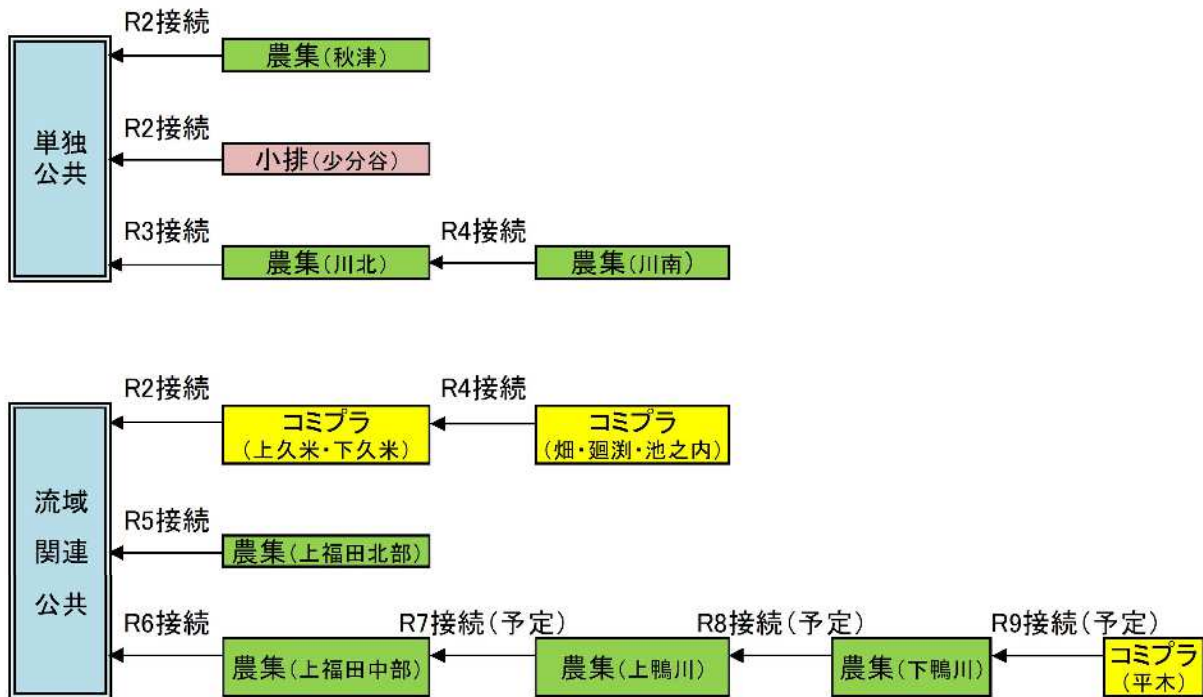 単独
公共
R2接続
農集(秋津)
R2接続
小排(少分谷)
R3接続
農集(川北)
R4接続
農集(川南)
流域
関連
公共
R2接続
コミプラ
(上久米・下久米)
R4接続
コミプラ
(畑・廻渕・池之内)
R5接続
農集(上福田北部)
R6接続
農集(上福田中部)
R7接続(予定)
農集(上鴨川)
R8接続(予定)
農集(下鴨川)
R9接続(予定)
コミプラ
(平木)